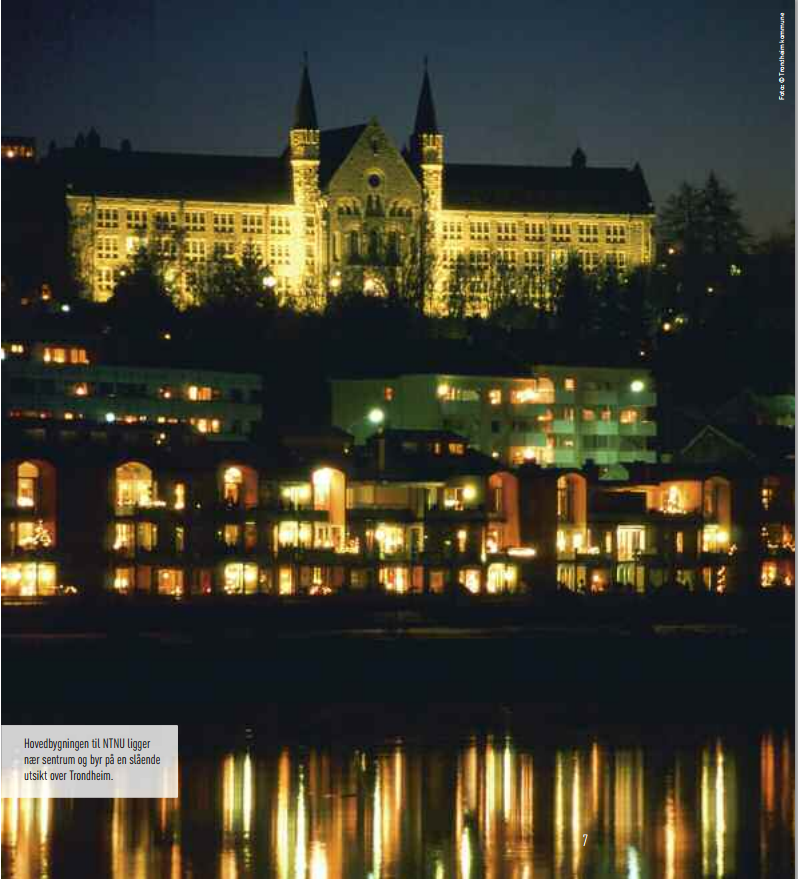 Foto: © Trondheim kommune
Hovedbygningen til NTNU ligger
nær sentrum og byr på en slående
utsikt over Trondheim.
7